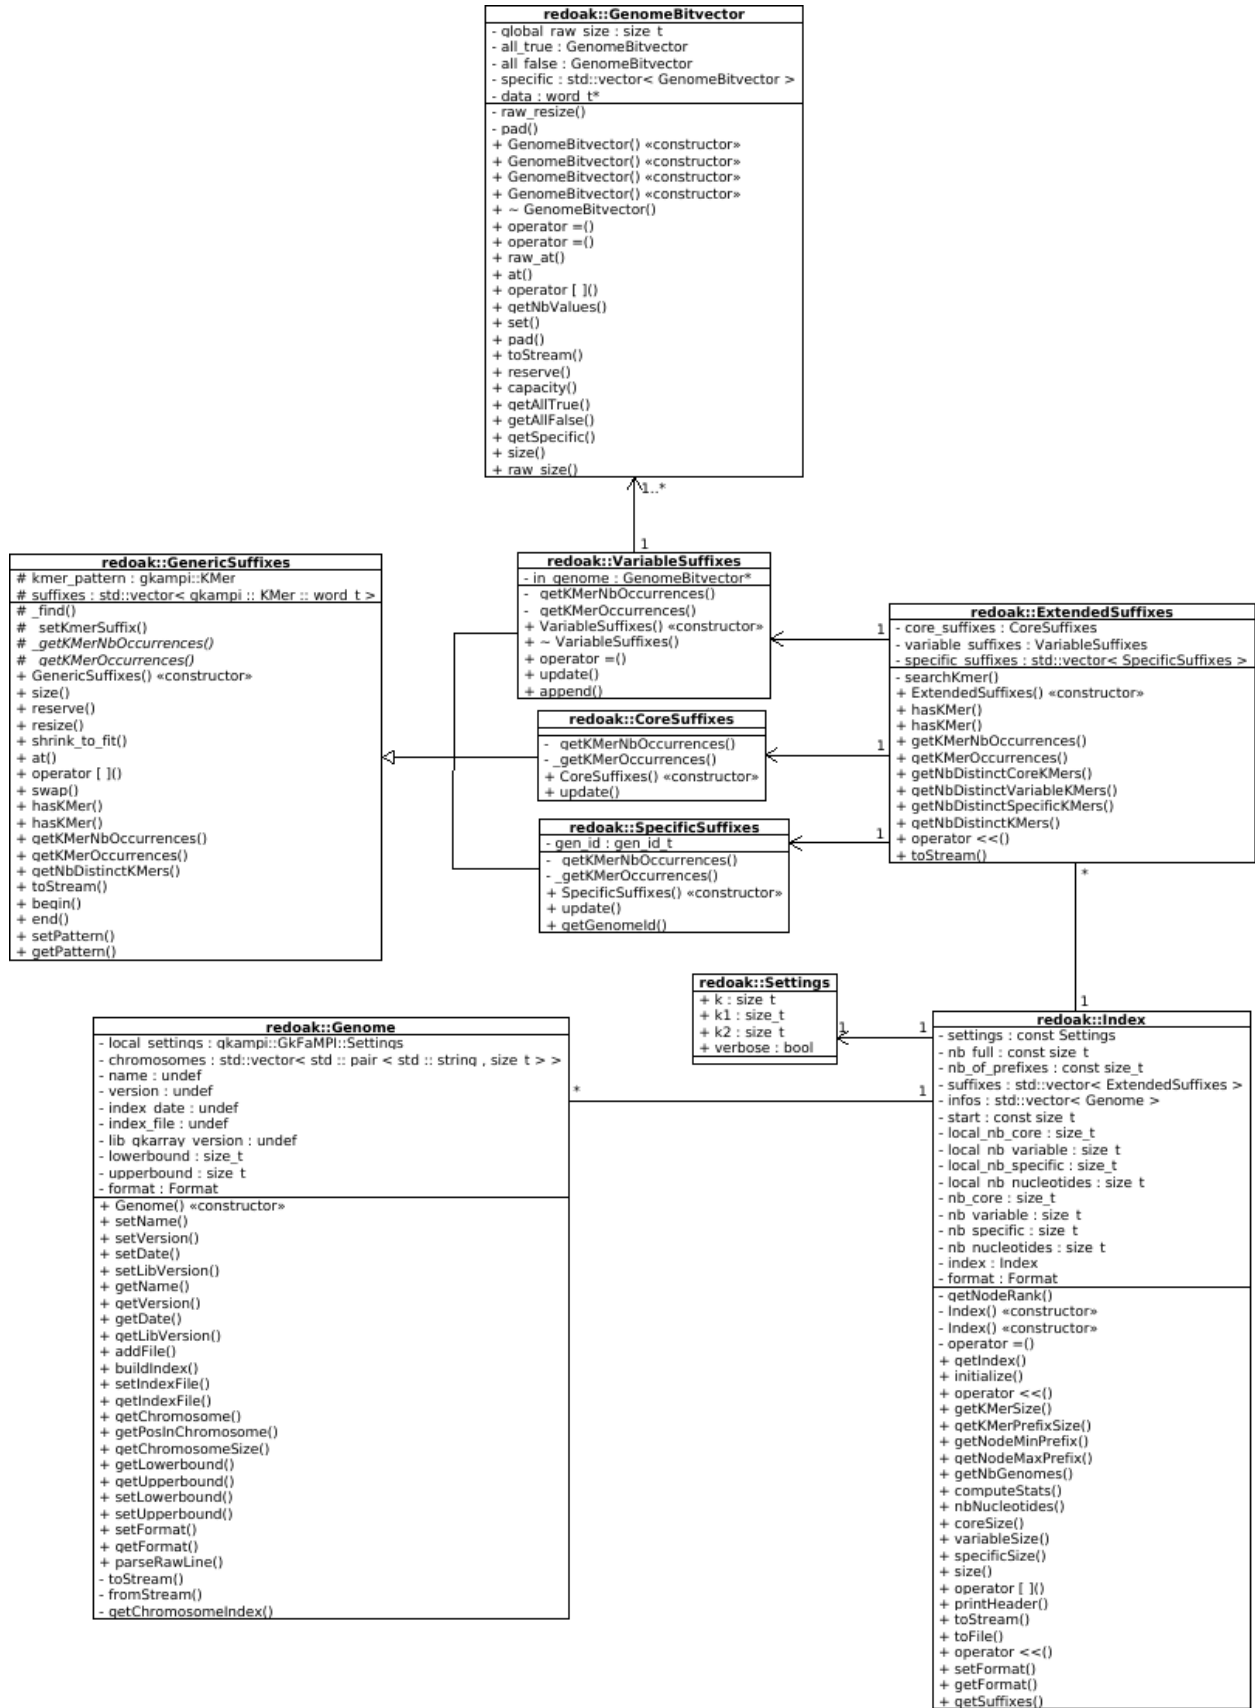 redoak::GenomeBitvector
- global_raw_size : size_t
- all_true : GenomeBitvector
- all_false : GenomeBitvector
- specific : std::vector< GenomeBitvector >
- data : word_t*
- raw_resize()
- pad()
+ GenomeBitvector() «constructor»
+ GenomeBitvector() «constructor»
+ GenomeBitvector() «constructor»
+ GenomeBitvector() «constructor»
+ ~ GenomeBitvector()
+ operator =()
+ operator =()
+ raw_at()
+ at()
+ operator [ ]()
+ getNbValues()
+ set()
+ pad()
+ toStream()
+ reserve()
+ capacity()
+ getAllTrue()
+ getAllFalse()
+ getSpecific()
+ size()
+ raw_size()
1..*
1
redoak::GenericSuffixes
# kmer_pattern : gkampi::KMer
# suffixes : std::vector< gkampi :: KMer :: word_t >
# _find()
# _setKmerSuffix()
# _getKMerNbOccurrences()
# _getKMerOccurrences()
+ GenericSuffixes() «constructor»
+ size()
+ reserve()
+ resize()
+ shrink_to_fit()
+ at()
+ operator [ ]()
+ swap()
+ hasKMer()
+ hasKMer()
+ getKMerNbOccurrences()
+ getKMerOccurrences()
+ getNbDistinctKMers()
+ toStream()
+ begin()
+ end()
+ setPattern()
+ getPattern()
redoak::VariableSuffixes
- in_genome : GenomeBitvector*
- _getKMerNbOccurrences()
- _getKMerOccurrences()
+ VariableSuffixes() «constructor»
+ ~ VariableSuffixes()
+ operator =()
+ update()
+ append()
redoak::CoreSuffixes
- _getKMerNbOccurrences()
- _getKMerOccurrences()
+ CoreSuffixes() «constructor»
+ update()
redoak::SpecificSuffixes
- gen_id : gen_id_t
- _getKMerNbOccurrences()
- _getKMerOccurrences()
+ SpecificSuffixes() «constructor»
+ update()
+ getGenomeId()
1
1
1
redoak::ExtendedSuffixes
- core_suffixes : CoreSuffixes
- variable_suffixes : VariableSuffixes
- specific_suffixes : std::vector< SpecificSuffixes >
- searchKmer()
+ ExtendedSuffixes() «constructor»
+ hasKMer()
+ hasKMer()
+ getKMerNbOccurrences()
+ getKMerOccurrences()
+ getNbDistinctCoreKMers()
+ getNbDistinctVariableKMers()
+ getNbDistinctSpecificKMers()
+ getNbDistinctKMers()
+ operator <<()
+ toStream()
*
1
redoak::Settings
+ k : size_t
+ k1 : size_t
+ k2 : size_t
+ verbose : bool
1
1
redoak::Genome
- local_settings : gkampi::GkFaMPI::Settings
- chromosomes : std::vector< std :: pair < std :: string , size_t > >
- name : undef
- version : undef
- index_date : undef
- index_file : undef
- lib_gkarray_version : undef
- lowerbound : size_t
- upperbound : size_t
- format : Format
+ Genome() «constructor»
+ setName()
+ setVersion()
+ setDate()
+ setLibVersion()
+ getName()
+ getVersion()
+ getDate()
+ getLibVersion()
+ addFile()
+ buildIndex()
+ setIndexFile()
+ getIndexFile()
+ getChromosome()
+ getPosInChromosome()
+ getChromosomeSize()
+ getLowerbound()
+ getUpperbound()
+ setLowerbound()
+ setUpperbound()
+ setFormat()
+ getFormat()
+ parseRawLine()
- toStream()
- fromStream()
- getChromosomeIndex()
*
1
redoak::Index
- settings : const Settings
- nb_full : const size_t
- nb_of_prefixes : const size_t
- suffixes : std::vector< ExtendedSuffixes >
- infos : std::vector< Genome >
- start : const size_t
- local_nb_core : size_t
- local_nb_variable : size_t
- local_nb_specific : size_t
- local_nb_nucleotides : size_t
- nb_core : size_t
- nb_variable : size_t
- nb_specific : size_t
- nb_nucleotides : size_t
- index : Index
- format : Format
- getNodeRank()
- Index() «constructor»
- Index() «constructor»
- operator =()
+ getIndex()
+ initialize()
+ operator <<()
+ getKMerSize()
+ getKMerPrefixSize()
+ getNodeMinPrefix()
+ getNodeMaxPrefix()
+ getNbGenomes()
+ computeStats()
+ nbNucleotides()
+ coreSize()
+ variableSize()
+ specificSize()
+ size()
+ operator [ ]()
+ printHeader()
+ toStream()
+ toFile()
+ operator <<()
+ setFormat()
+ getFormat()
+ getSuffixes()